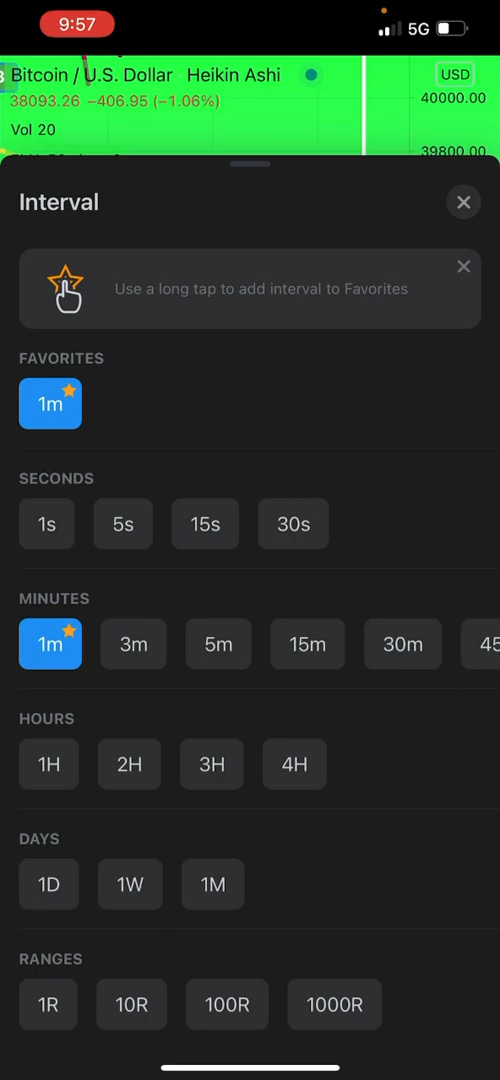 9:57
5G
Bitcoin / U.S. Dollar Heikin Ashi
USD
38093.26 −406.95 (−1.06%)
40000.00
Vol 20
39800.00
Interval
Use a long tap to add interval to Favorites
FAVORITES
1m
SECONDS
1s 5s 15s 30s
MINUTES
1m 3m 5m 15m 30m 45
HOURS
1H 2H 3H 4H
DAYS
1D 1W 1M
RANGES
1R 10R 100R 1000R